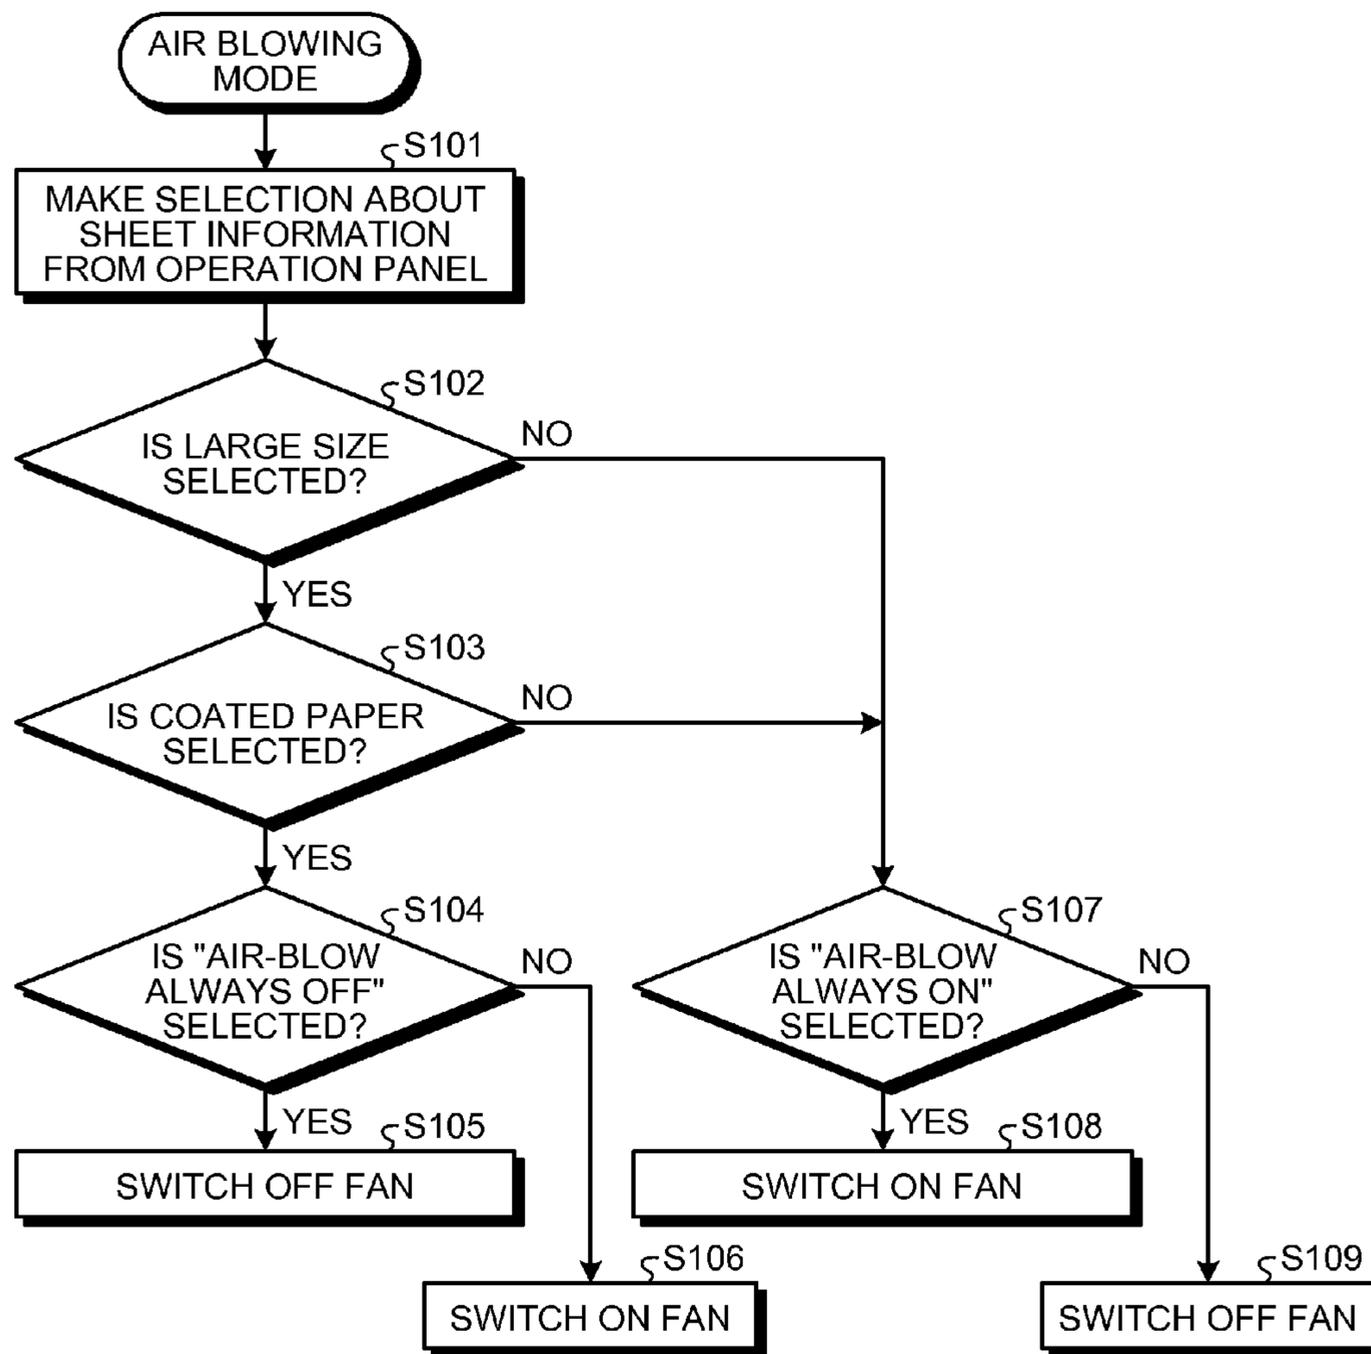 AIR BLOWING
MODE
S101
MAKE SELECTION ABOUT
SHEET INFORMATION
FROM OPERATION PANEL
S102
IS LARGE SIZE
SELECTED?
NO
YES
S103
IS COATED PAPER
SELECTED?
NO
YES
S104
IS "AIR-BLOW
ALWAYS OFF"
SELECTED?
NO
YES
S105
SWITCH OFF FAN
S106
SWITCH ON FAN
S107
IS "AIR-BLOW
ALWAYS ON"
SELECTED?
NO
YES
S108
SWITCH ON FAN
S109
SWITCH OFF FAN